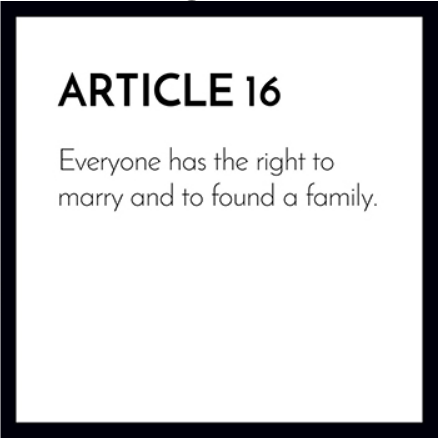 ARTICLE 16
Everyone has the right to
marry and to found a family.